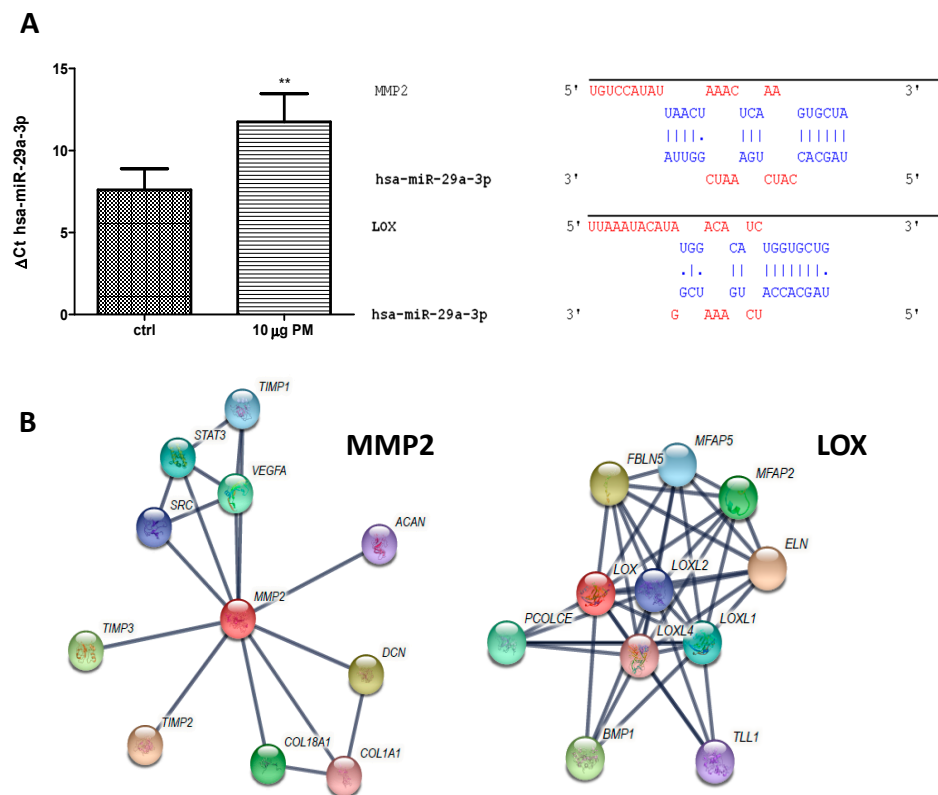 A
15
10
5
0
ΔCt hsa-miR-29a-3p
**
ctrl
10 µg PM
MMP2 5' UGUCCAUAU AAAC AA 3'
UAACU UCA GUGCUA
||||. ||| ||||||
AUUGG AGU CACGAU
hsa-miR-29a-3p 3' CUAA CUAC 5'
LOX 5' UUAAAUACAUA ACA UC 3'
UGG CA UGGUGCUG
.|. || |||||||.
GCU GU ACCACGAU
hsa-miR-29a-3p 3' G AAA CU 5'
B
MMP2
TIMP1
STAT3
VEGFA
SRC
ACAN
MMP2
TIMP3
DCN
TIMP2
COL18A1
COL1A1
LOX
MFAP5
FBLN5
MFAP2
ELN
LOX
LOXL2
PCOLCE
LOXL4
LOXL1
BMP1
TLL1